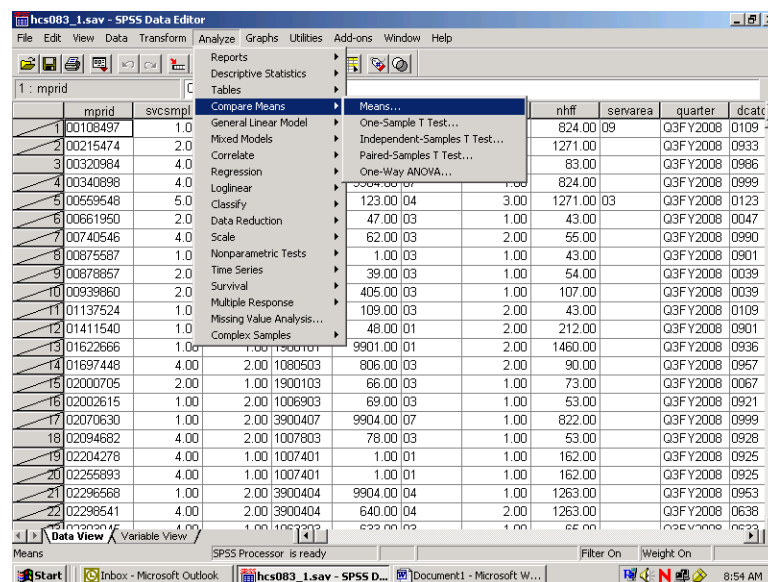 hcs083_1.sav - SPSS Data Editor
File Edit View Data Transform Analyze Graphs Utilities Add-ons Window Help
1 : mprid
Reports
Descriptive Statistics
Tables
Compare Means
General Linear Model
Mixed Models
Correlate
Regression
Loglinear
Classify
Data Reduction
Scale
Nonparametric Tests
Time Series
Survival
Multiple Response
Missing Value Analysis...
Complex Samples
Means...
One-Sample T Test...
Independent-Samples T Test...
Paired-Samples T Test...
One-Way ANOVA...
mprid svcsmpl nhff servarea quarter dcatc
1 00108497 1.0 824.00 09 Q3FY2008 0109
2 00215474 2.0 1271.00 Q3FY2008 0933
3 00320984 4.0 83.00 Q3FY2008 0986
4 00340898 4.0 824.00 Q3FY2008 0999
5 00559548 5.0 123.00 04 3.00 1271.00 03 Q3FY2008 0123
6 00661950 2.0 47.00 03 1.00 43.00 Q3FY2008 0047
7 00740546 4.0 62.00 03 2.00 55.00 Q3FY2008 0990
8 00875587 1.0 1.00 03 1.00 43.00 Q3FY2008 0901
9 00878857 2.0 39.00 03 1.00 54.00 Q3FY2008 0039
10 00939860 2.0 405.00 03 1.00 107.00 Q3FY2008 0039
11 01137524 1.0 109.00 03 2.00 43.00 Q3FY2008 0109
12 01411540 1.0 48.00 01 2.00 212.00 Q3FY2008 0901
13 01622666 1.00 1.00 1900101 9901.00 01 2.00 1460.00 Q3FY2008 0936
14 01697448 4.00 2.00 1080503 806.00 03 2.00 90.00 Q3FY2008 0957
15 02000705 2.00 1.00 1900103 66.00 03 1.00 73.00 Q3FY2008 0067
16 02002615 1.00 2.00 1006903 69.00 03 1.00 53.00 Q3FY2008 0921
17 02070630 1.00 2.00 3900407 9904.00 07 1.00 822.00 Q3FY2008 0999
18 02094682 4.00 2.00 1007803 78.00 03 1.00 53.00 Q3FY2008 0928
19 02204278 4.00 1.00 1007401 1.00 01 1.00 162.00 Q3FY2008 0925
20 02255893 4.00 1.00 1007401 1.00 01 1.00 162.00 Q3FY2008 0925
21 02296568 1.00 2.00 3900404 9904.00 04 1.00 1263.00 Q3FY2008 0953
22 02298541 4.00 2.00 3900404 640.00 04 2.00 1263.00 Q3FY2008 0638
Data View Variable View
Means SPSS Processor is ready Filter On Weight On
Start Inbox - Microsoft Outlook hcs083_1.sav - SPSS D... Document1 - Microsoft W... 8:54 AM